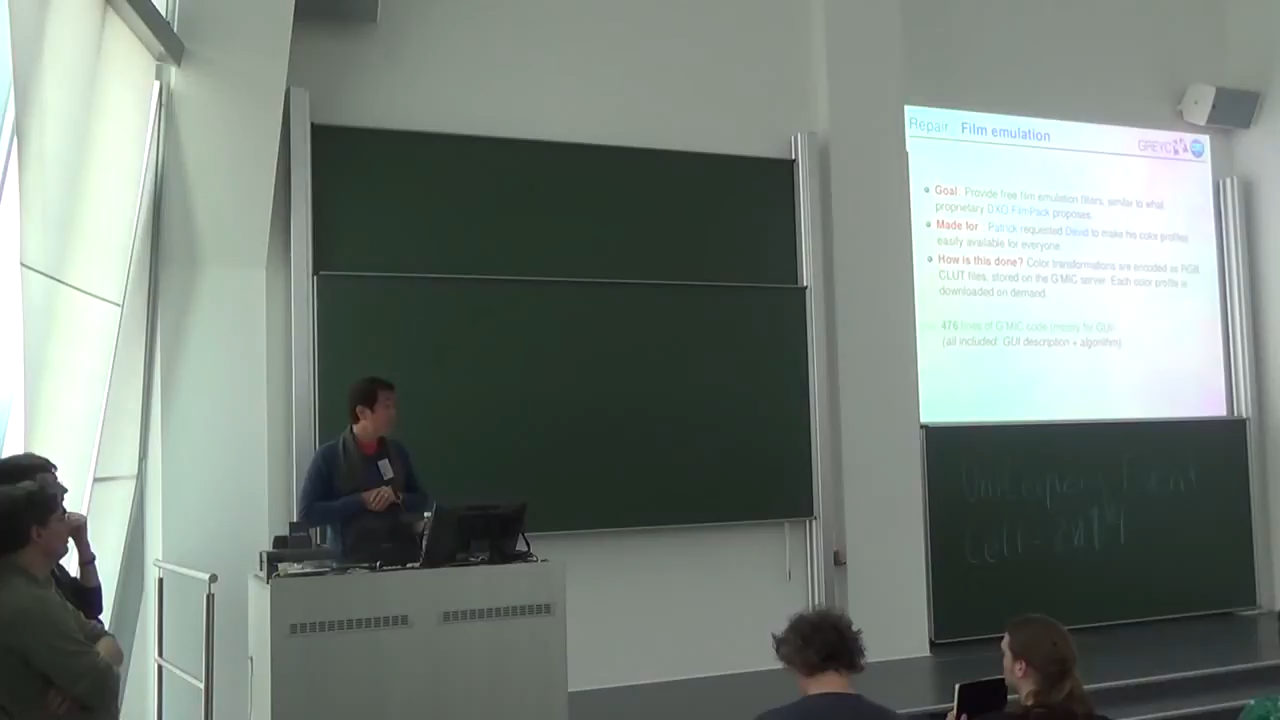 Repair : Film emulation
GREYC
Goal: Provide free film emulation filters, similar to what
proprietary DXO FilmPack proposes.
Made for : Patrick requested David to make his color profiles
easily available for everyone.
How is this done? Color transformations are encoded as RGB
CLUT files, stored on the G'MIC server. Each color profile is
downloaded on demand.
476 lines of G'MIC code (mostly for GUI)
(all included: GUI description + algorithm)